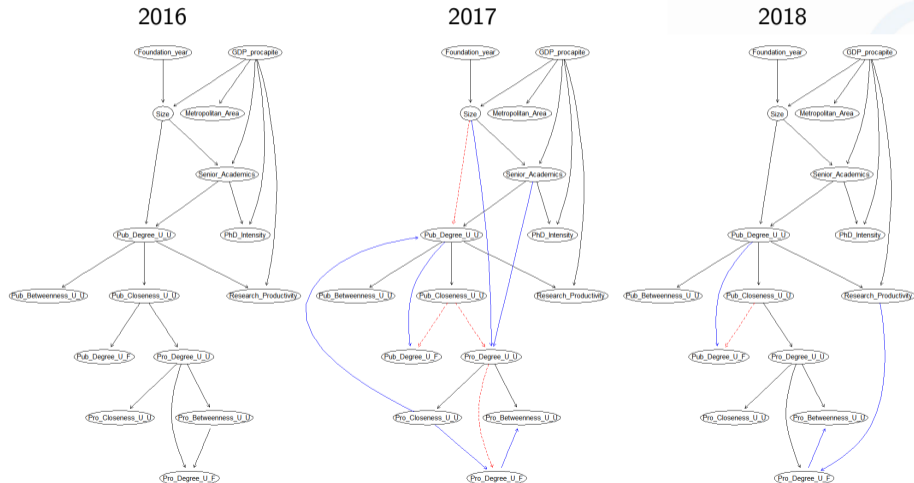 2016
2017
2018
Foundation_year
GDP_procapite
Size
Metropolitan_Area
Senior_Academics
Pub_Degree_U_U
PhD_Intensity
Pub_Betweenness_U_U
Pub_Closeness_U_U
Research_Productivity
Pub_Degree_U_F
Pro_Degree_U_U
Pro_Closeness_U_U
Pro_Betweenness_U_U
Pro_Degree_U_F
Foundation_year
GDP_procapite
Size
Metropolitan_Area
Senior_Academics
Pub_Degree_U_U
PhD_Intensity
Pub_Betweenness_U_U
Pub_Closeness_U_U
Research_Productivity
Pub_Degree_U_F
Pro_Degree_U_U
Pro_Closeness_U_U
Pro_Betweenness_U_U
Pro_Degree_U_F
Foundation_year
GDP_procapite
Size
Metropolitan_Area
Senior_Academics
Pub_Degree_U_U
PhD_Intensity
Pub_Betweenness_U_U
Pub_Closeness_U_U
Research_Productivity
Pub_Degree_U_F
Pro_Degree_U_U
Pro_Closeness_U_U
Pro_Betweenness_U_U
Pro_Degree_U_F